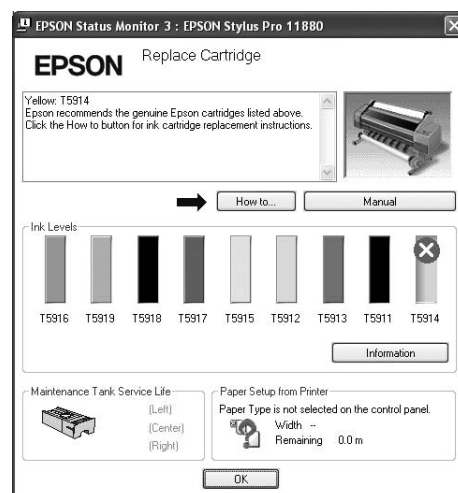 EPSON Status Monitor 3 : EPSON Stylus Pro 11880
EPSON
Replace Cartridge
Yellow: T5914
Epson recommends the genuine Epson cartridges listed above.
Click the How to button for ink cartridge replacement instructions.
How to...
Manual
Ink Levels
T5916 T5919 T5918 T5917 T5915 T5912 T5913 T5911 T5914
Information
Maintenance Tank Service Life
(Left)
(Center)
(Right)
Paper Setup from Printer
Paper Type is not selected on the control panel.
Width --
Remaining 0.0 m
OK